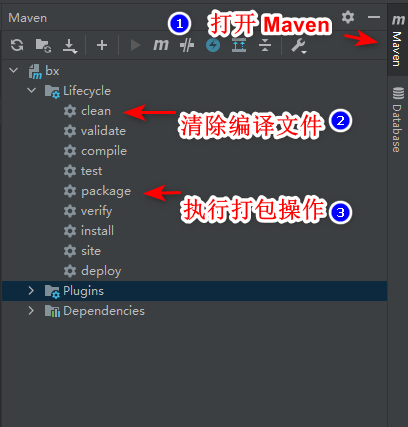 Maven
1
打开 Maven
m
Maven
Database
bx
Lifecycle
clean
清除编译文件
2
validate
compile
test
package
执行打包操作
3
verify
install
site
deploy
Plugins
Dependencies